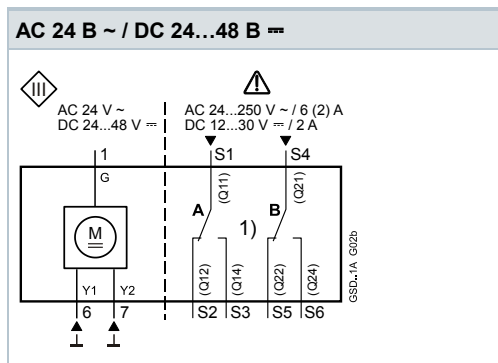 AC 24 В ~ / DC 24…48 В ⎓
III
AC 24 V ~
DC 24...48 V ⎓
AC 24...250 V ~ / 6 (2) A
DC 12...30 V ⎓ / 2 A
1
S1
S4
G
(Q11)
(Q21)
A
B
1)
M
Y1
Y2
(Q12)
(Q14)
(Q22)
(Q24)
6
7
S2
S3
S5
S6
GSD..1A G02b